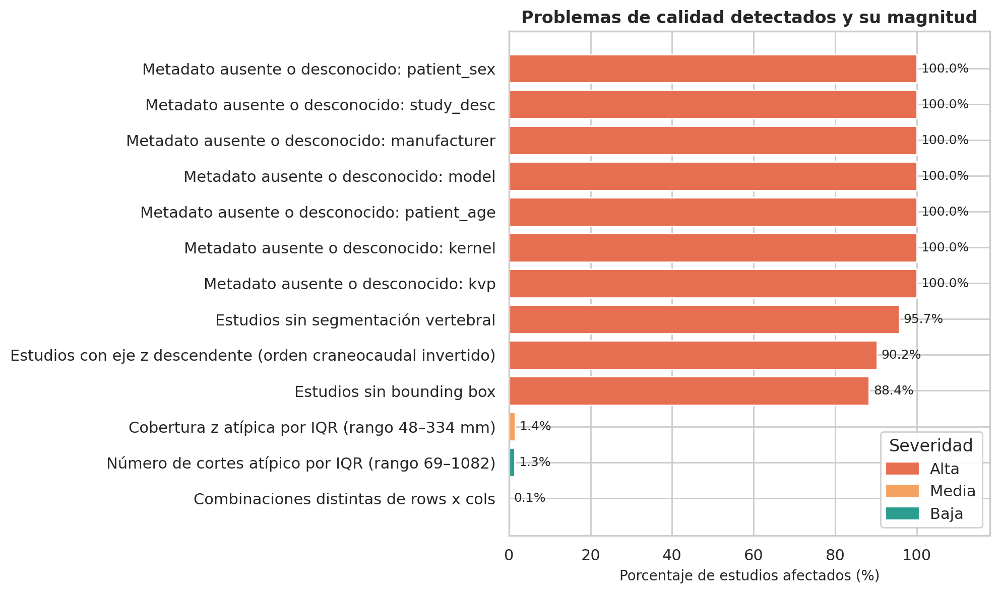 Problemas de calidad detectados y su magnitud
Metadato ausente o desconocido: patient_sex
100.0%
Metadato ausente o desconocido: study_desc
100.0%
Metadato ausente o desconocido: manufacturer
100.0%
Metadato ausente o desconocido: model
100.0%
Metadato ausente o desconocido: patient_age
100.0%
Metadato ausente o desconocido: kernel
100.0%
Metadato ausente o desconocido: kvp
100.0%
Estudios sin segmentación vertebral
95.7%
Estudios con eje z descendente (orden craneocaudal invertido)
90.2%
Estudios sin bounding box
88.4%
Cobertura z atípica por IQR (rango 48–334 mm)
1.4%
Número de cortes atípico por IQR (rango 69–1082)
1.3%
Combinaciones distintas de rows x cols
0.1%
Severidad
Alta
Media
Baja
0 20 40 60 80 100
Porcentaje de estudios afectados (%)